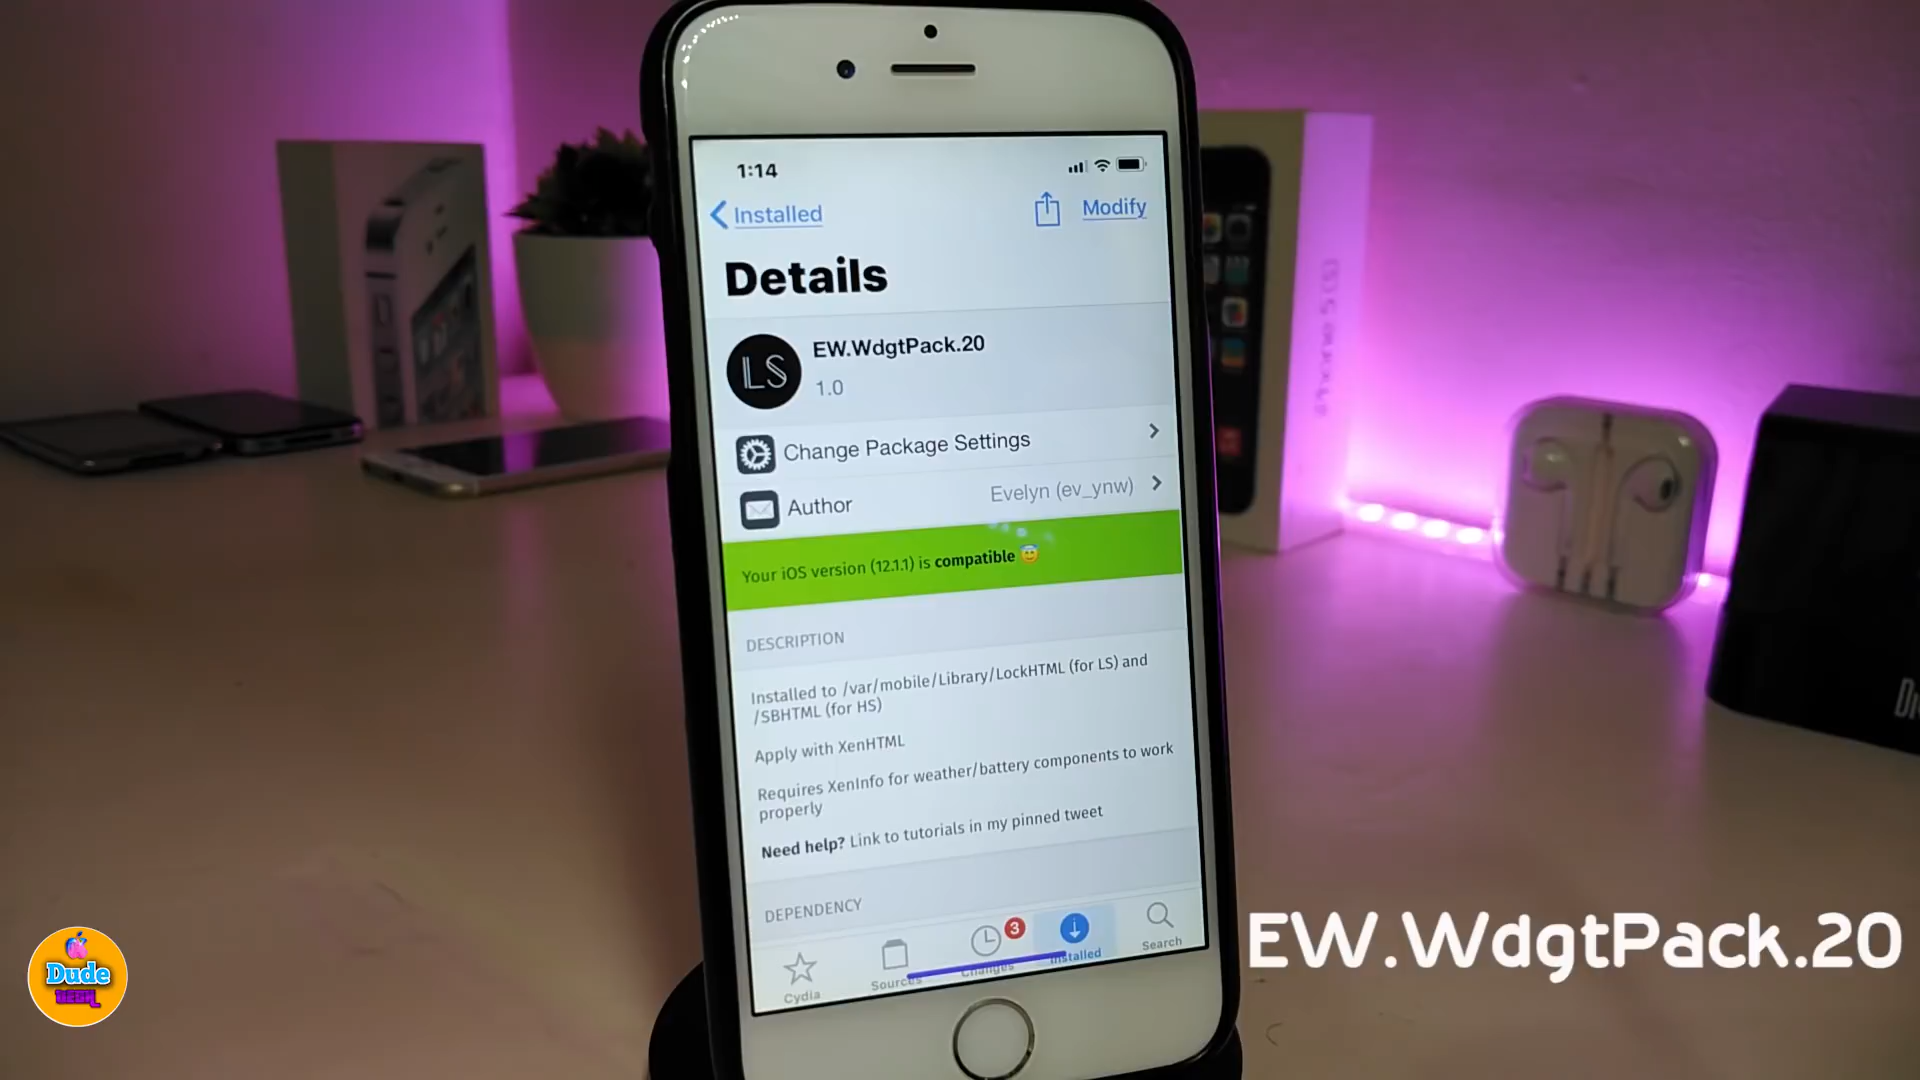 1:14
Installed
Modify
Details
LS
EW.WdgtPack.20
1.0
Change Package Settings
Author
Evelyn (ev_ynw)
Your iOS version (12.1.1) is compatible 😇
DESCRIPTION
Installed to /var/mobile/Library/LockHTML (for LS) and
/SBHTML (for HS)
Apply with XenHTML
Requires XenInfo for weather/battery components to work
properly
Need help? Link to tutorials in my pinned tweet
DEPENDENCY
3
Cydia
Sources
Changes
Installed
Search
iPhone 5s
EW.WdgtPack.20
Dude